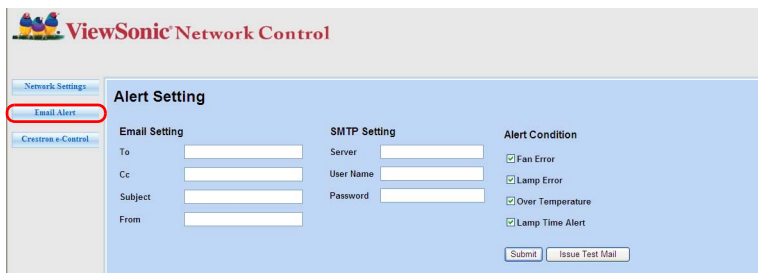 ViewSonic® Network Control
Network Settings
Email Alert
Crestron e-Control
Alert Setting
Email Setting
To
Cc
Subject
From
SMTP Setting
Server
User Name
Password
Alert Condition
Fan Error
Lamp Error
Over Temperature
Lamp Time Alert
Submit
Issue Test Mail